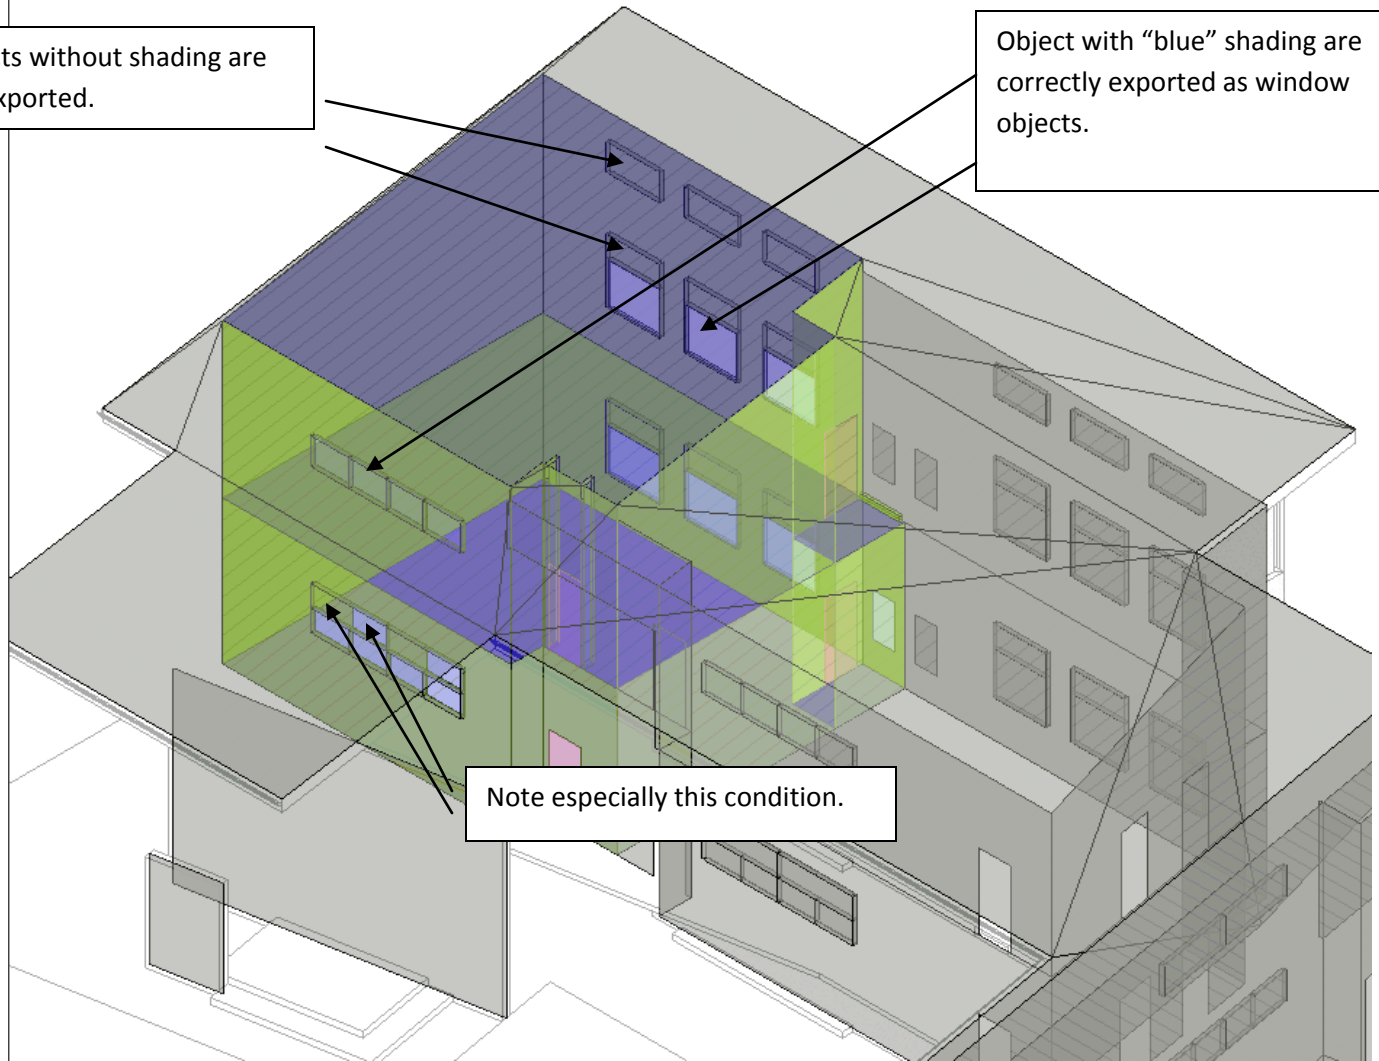 ts without shading are
xported.
Object with “blue” shading are
correctly exported as window
objects.
Note especially this condition.